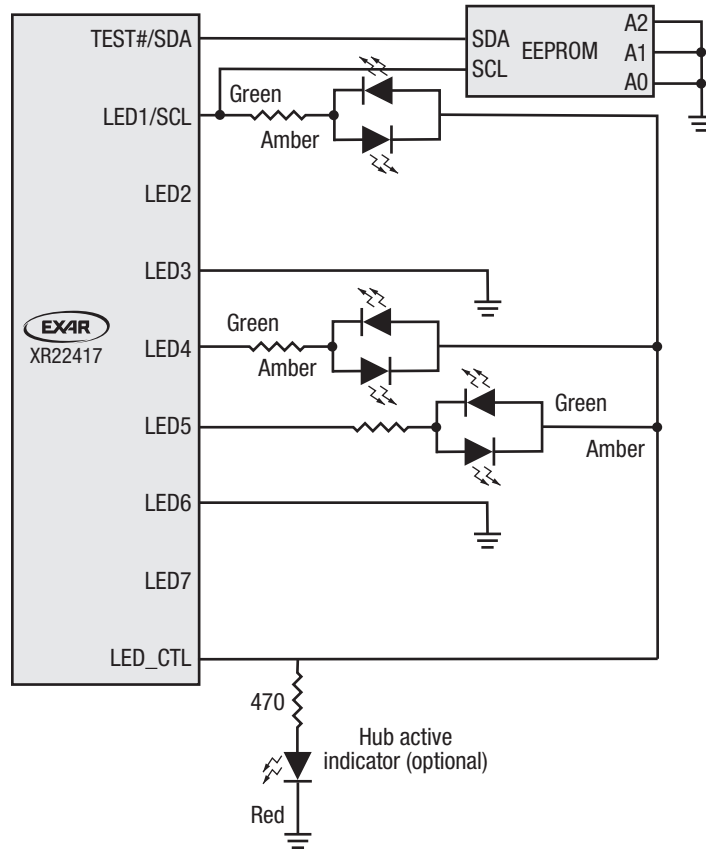 TEST#/SDA
SDA
SCL
EEPROM
A2
A1
A0
Green
LED1/SCL
Amber
LED2
LED3
EXAR
XR22417
Green
LED4
Amber
Green
LED5
Amber
LED6
LED7
LED_CTL
470
Hub active
indicator (optional)
Red